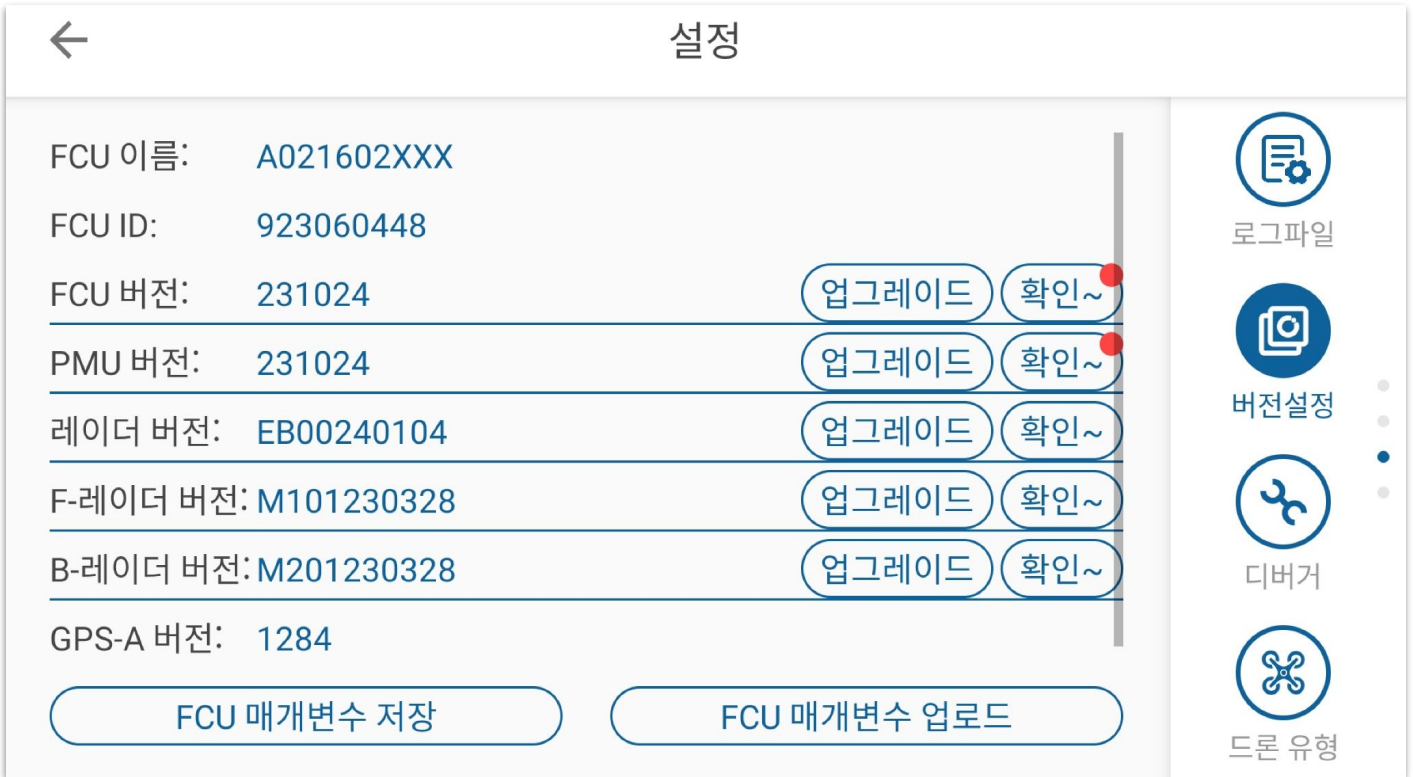 설정
FCU 이름: A021602XXX
FCU ID: 923060448
FCU 버전: 231024 업그레이드 확인~
PMU 버전: 231024 업그레이드 확인~
레이더 버전: EB00240104 업그레이드 확인~
F-레이더 버전: M101230328 업그레이드 확인~
B-레이더 버전: M201230328 업그레이드 확인~
GPS-A 버전: 1284
FCU 매개변수 저장 FCU 매개변수 업로드
로그파일
버전설정
디버거
드론 유형